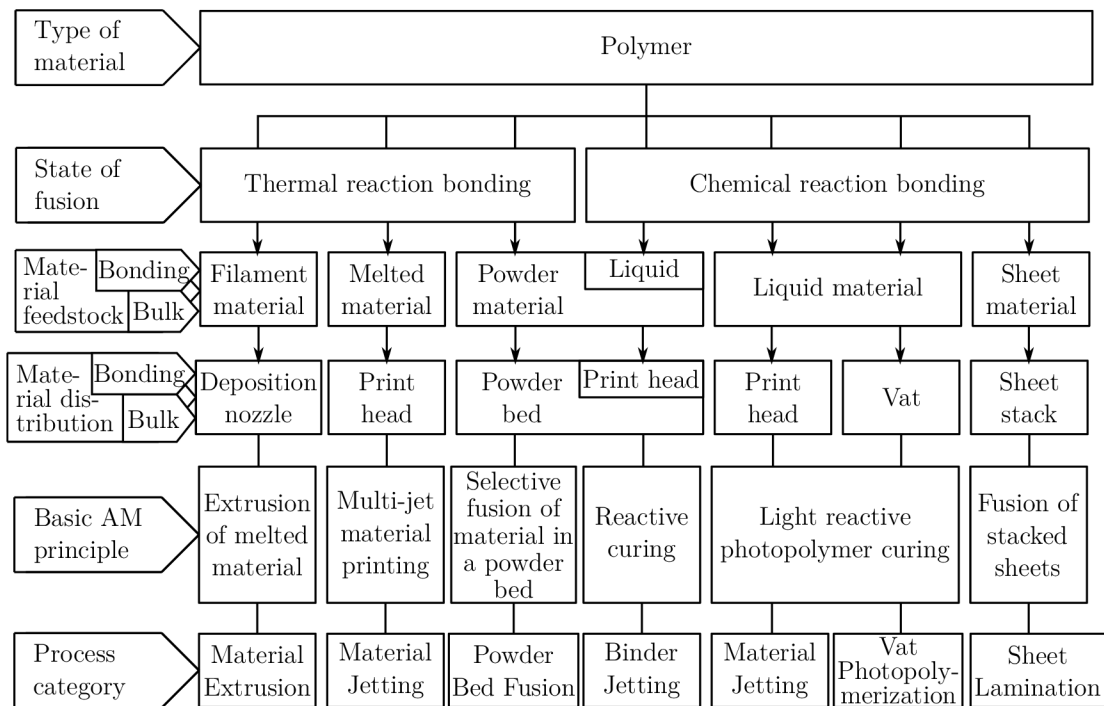 Type of
material
Polymer
State of
fusion
Thermal reaction bonding
Chemical reaction bonding
Mate-
rial
feedstock
Bonding
Bulk
Filament
material
Melted
material
Powder
material
Liquid
Liquid material
Sheet
material
Mate-
rial dis-
tribution
Bonding
Bulk
Deposition
nozzle
Print
head
Powder
bed
Print head
Print
head
Vat
Sheet
stack
Basic AM
principle
Extrusion
of melted
material
Multi-jet
material
printing
Selective
fusion of
material in
a powder
bed
Reactive
curing
Light reactive
photopolymer curing
Fusion of
stacked
sheets
Process
category
Material
Extrusion
Material
Jetting
Powder
Bed Fusion
Binder
Jetting
Material
Jetting
Vat
Photopoly-
merization
Sheet
Lamination